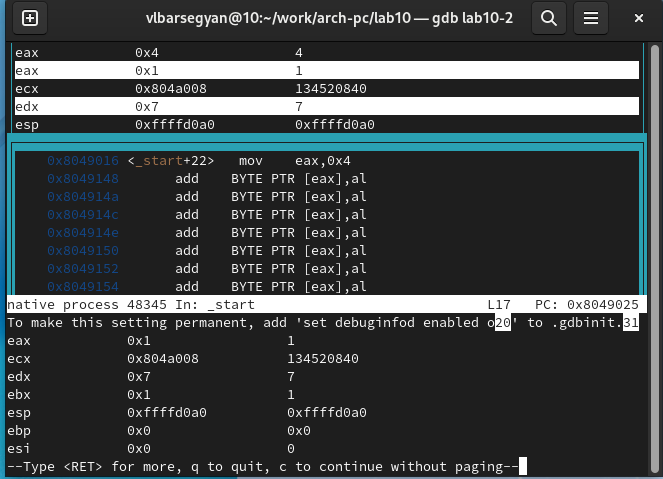 vlbarsegyan@10:~/work/arch-pc/lab10 — gdb lab10-2
eax 0x4 4
eax 0x1 1
ecx 0x804a008 134520840
edx 0x7 7
esp 0xffffd0a0 0xffffd0a0
0x8049016 <_start+22> mov eax,0x4
0x8049148 add BYTE PTR [eax],al
0x804914a add BYTE PTR [eax],al
0x804914c add BYTE PTR [eax],al
0x804914e add BYTE PTR [eax],al
0x8049150 add BYTE PTR [eax],al
0x8049152 add BYTE PTR [eax],al
0x8049154 add BYTE PTR [eax],al
native process 48345 In: _start L17 PC: 0x8049025
To make this setting permanent, add 'set debuginfod enabled o20' to .gdbinit.31
eax 0x1 1
ecx 0x804a008 134520840
edx 0x7 7
ebx 0x1 1
esp 0xffffd0a0 0xffffd0a0
ebp 0x0 0x0
esi 0x0 0
--Type <RET> for more, q to quit, c to continue without paging--